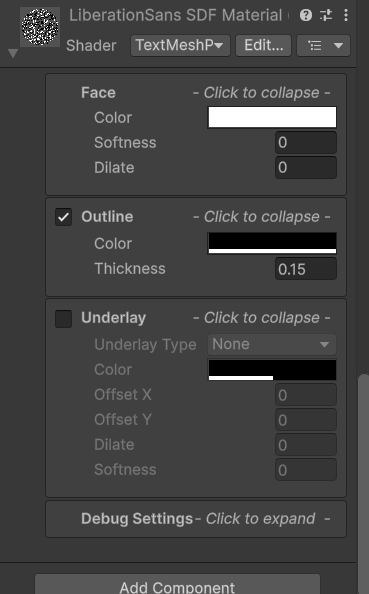 LiberationSans SDF Material (
Shader TextMeshP Edit...
Face - Click to collapse -
Color
Softness 0
Dilate 0
Outline - Click to collapse -
Color
Thickness 0.15
Underlay - Click to collapse -
Underlay Type None
Color
Offset X 0
Offset Y 0
Dilate 0
Softness 0
Debug Settings - Click to expand -
Add Component